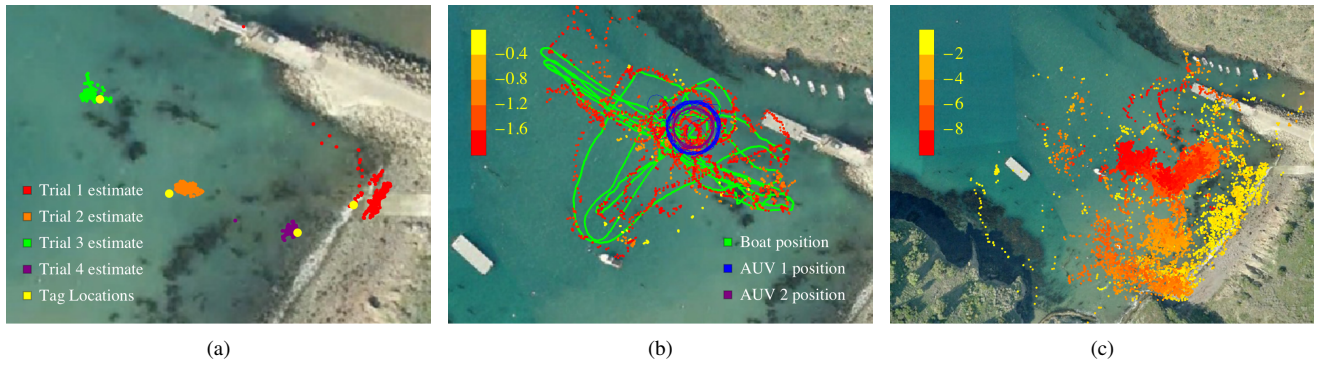 Trial 1 estimate
Trial 2 estimate
Trial 3 estimate
Trial 4 estimate
Tag Locations
(a)
−0.4
−0.8
−1.2
−1.6
Boat position
AUV 1 position
AUV 2 position
(b)
−2
−4
−6
−8
(c)